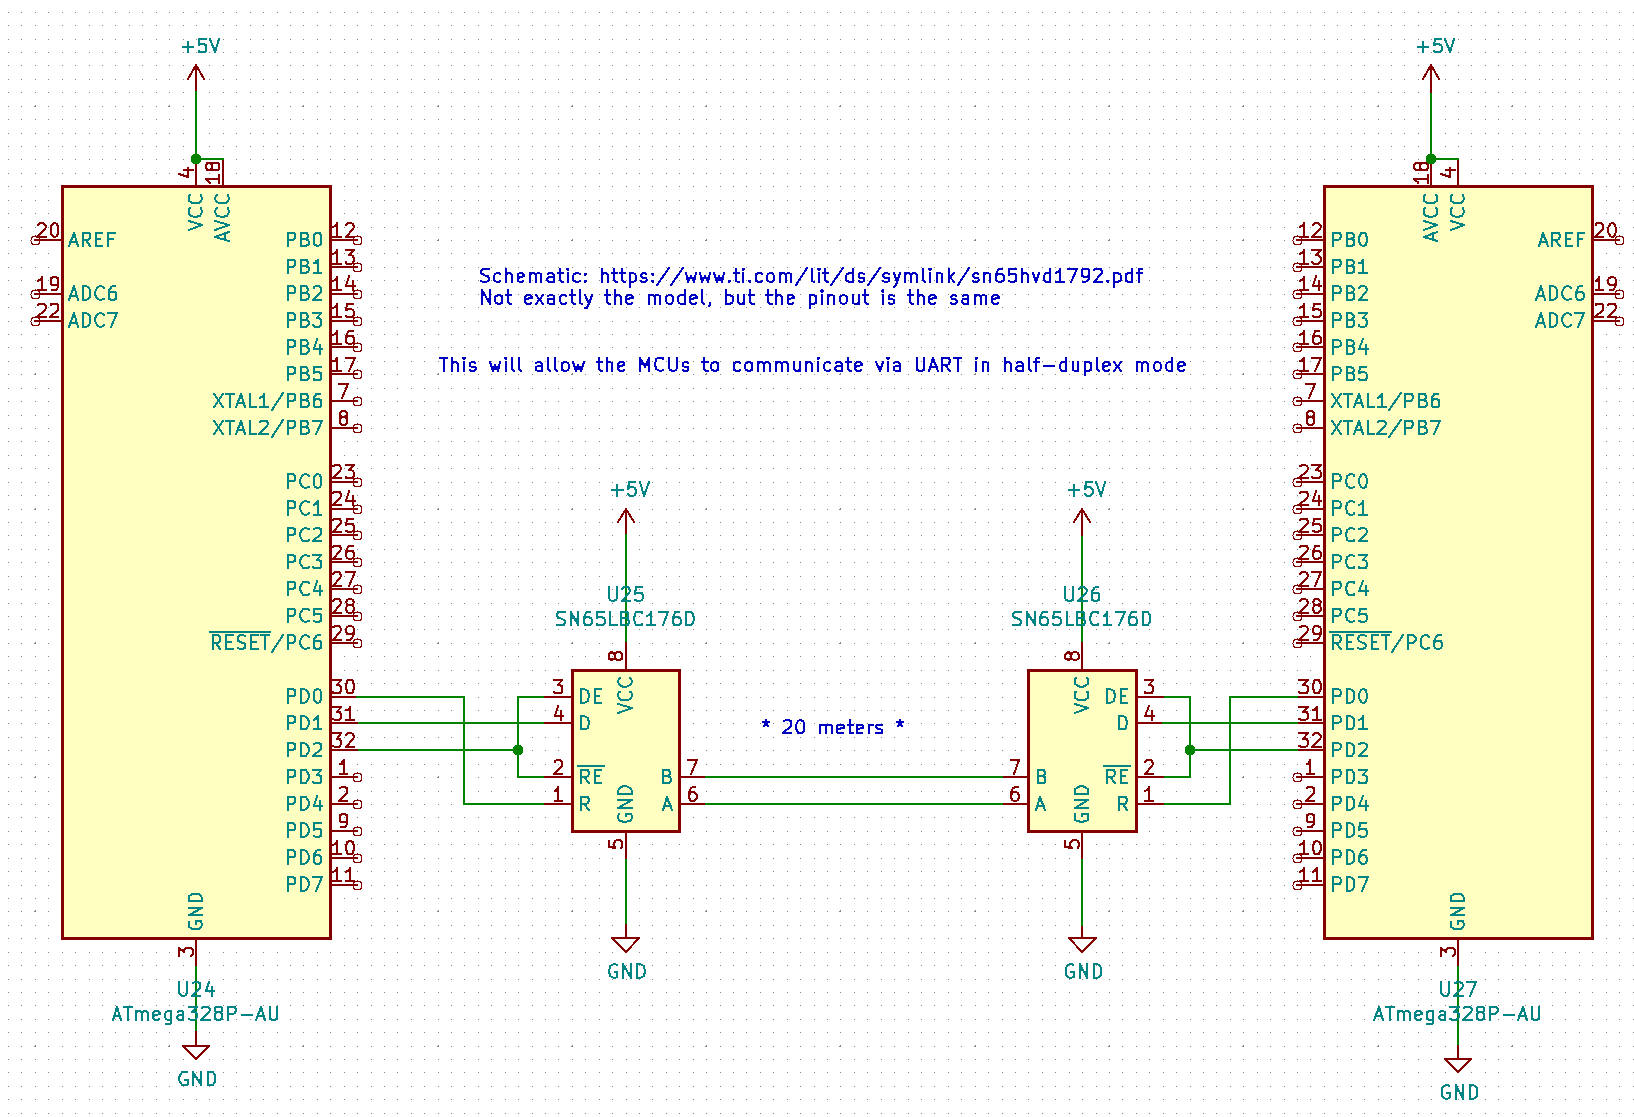 +5V
4
18
VCC
AVCC
20 AREF
19 ADC6
22 ADC7
PB0 12
PB1 13
PB2 14
PB3 15
PB4 16
PB5 17
XTAL1/PB6 7
XTAL2/PB7 8
PC0 23
PC1 24
PC2 25
PC3 26
PC4 27
PC5 28
RESET/PC6 29
PD0 30
PD1 31
PD2 32
PD3 1
PD4 2
PD5 9
PD6 10
PD7 11
GND
3
U24
ATmega328P-AU
GND
Schematic: https://www.ti.com/lit/ds/symlink/sn65hvd1792.pdf
Not exactly the model, but the pinout is the same
This will allow the MCUs to communicate via UART in half-duplex mode
+5V
U25
SN65LBC176D
8
VCC
3 DE
4 D
2 RE
1 R
B 7
A 6
GND
5
GND
* 20 meters *
+5V
U26
SN65LBC176D
8
VCC
DE 3
D 4
RE 2
R 1
7 B
6 A
GND
5
GND
+5V
18
4
AVCC
VCC
12 PB0
13 PB1
14 PB2
15 PB3
16 PB4
17 PB5
7 XTAL1/PB6
8 XTAL2/PB7
23 PC0
24 PC1
25 PC2
26 PC3
27 PC4
28 PC5
29 RESET/PC6
30 PD0
31 PD1
32 PD2
1 PD3
2 PD4
9 PD5
10 PD6
11 PD7
AREF 20
ADC6 19
ADC7 22
GND
3
U27
ATmega328P-AU
GND